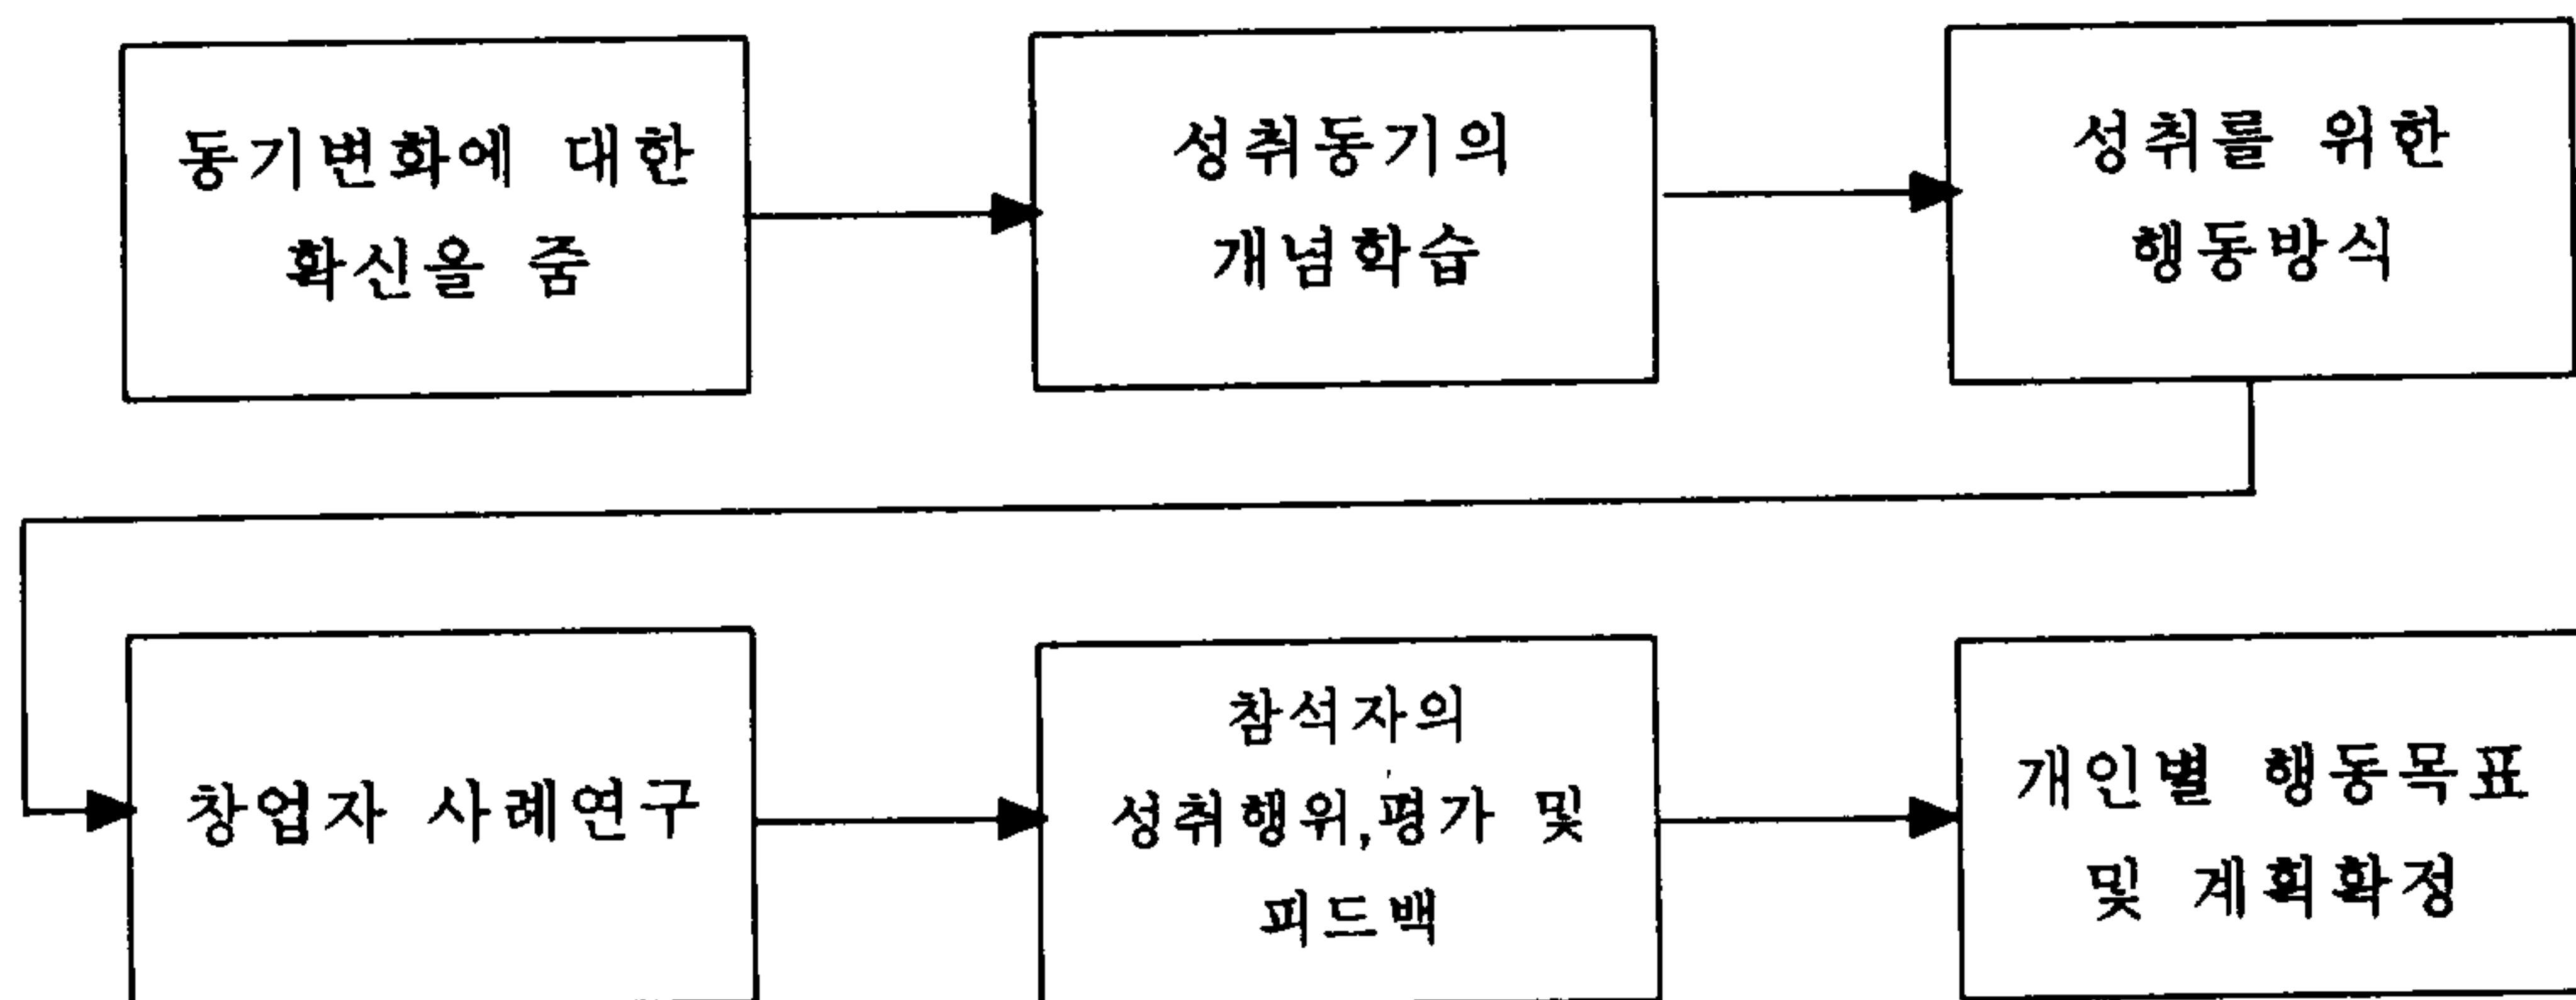 동기변화에 대한
확신을 줌
성취동기의
개념학습
성취를 위한
행동방식
창업자 사례연구
참석자의
성취행위,평가 및
피드백
개인별 행동목표
및 계획확정